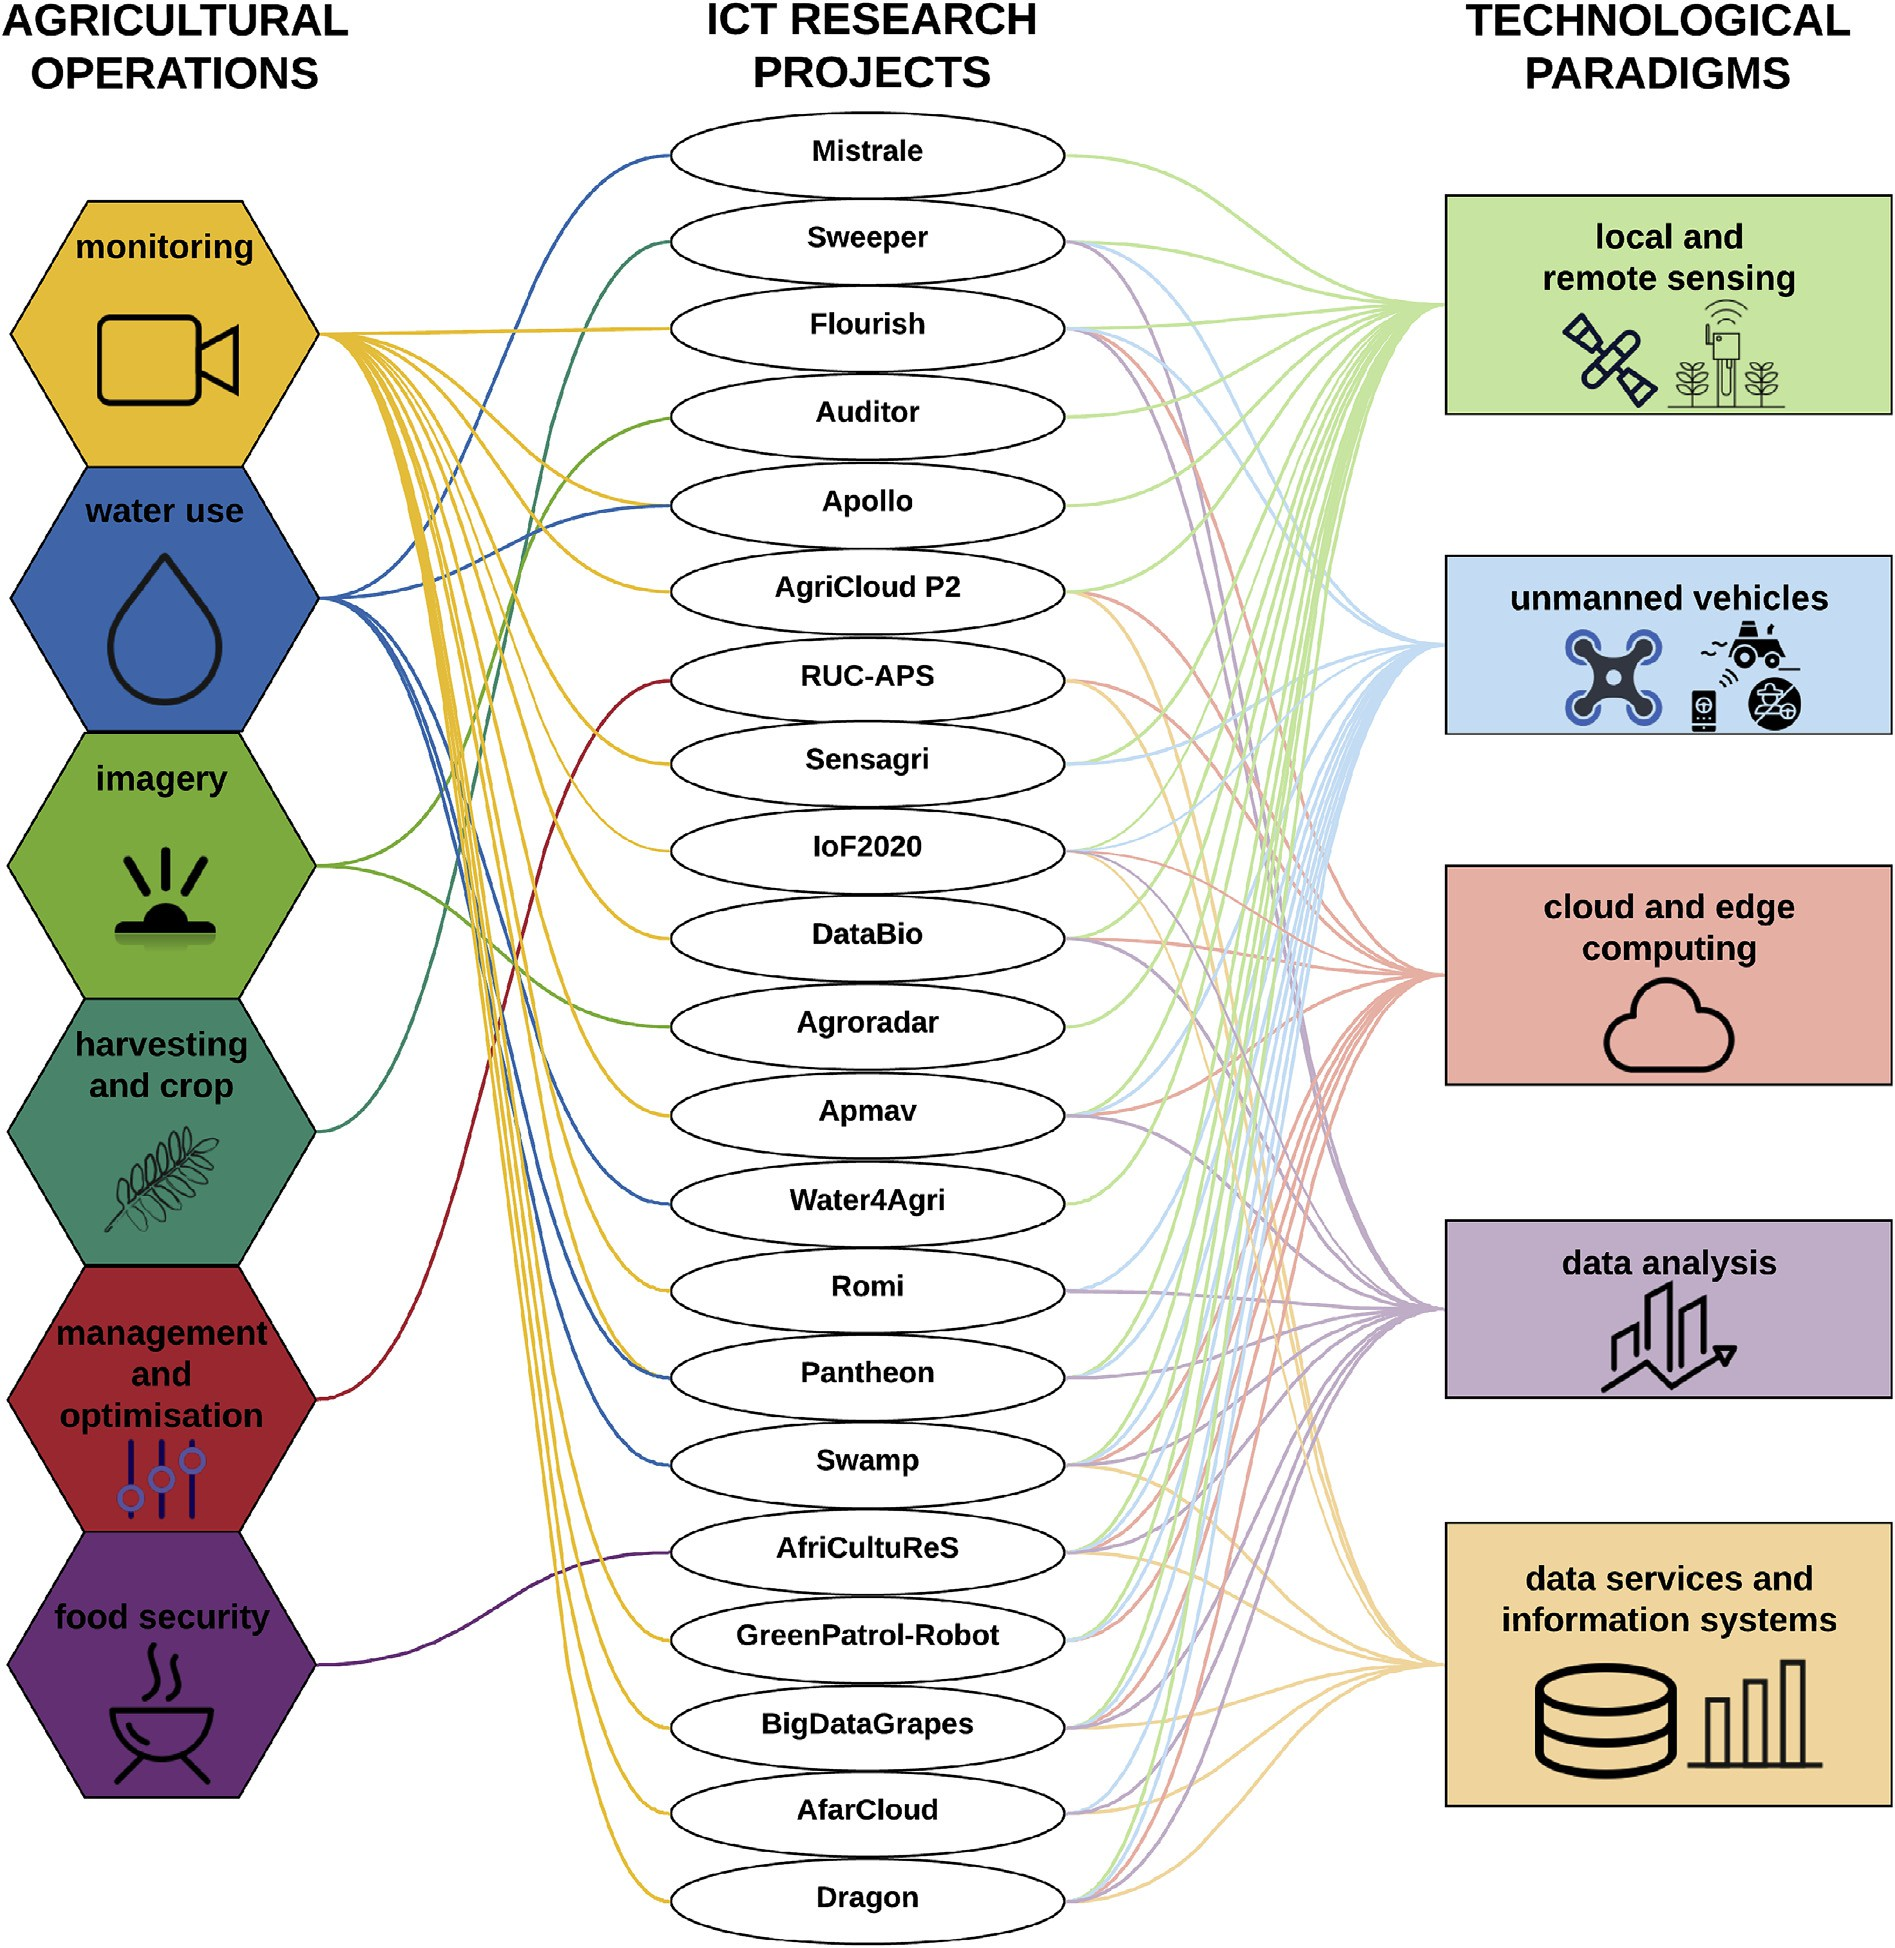 AGRICULTURAL
OPERATIONS
ICT RESEARCH
PROJECTS
TECHNOLOGICAL
PARADIGMS
monitoring
water use
imagery
harvesting
and crop
management
and
optimisation
food security
Mistrale
Sweeper
Flourish
Auditor
Apollo
AgriCloud P2
RUC-APS
Sensagri
IoF2020
DataBio
Agroradar
Apmav
Water4Agri
Romi
Pantheon
Swamp
AfriCultuReS
GreenPatrol-Robot
BigDataGrapes
AfarCloud
Dragon
local and
remote sensing
unmanned vehicles
cloud and edge
computing
data analysis
data services and
information systems